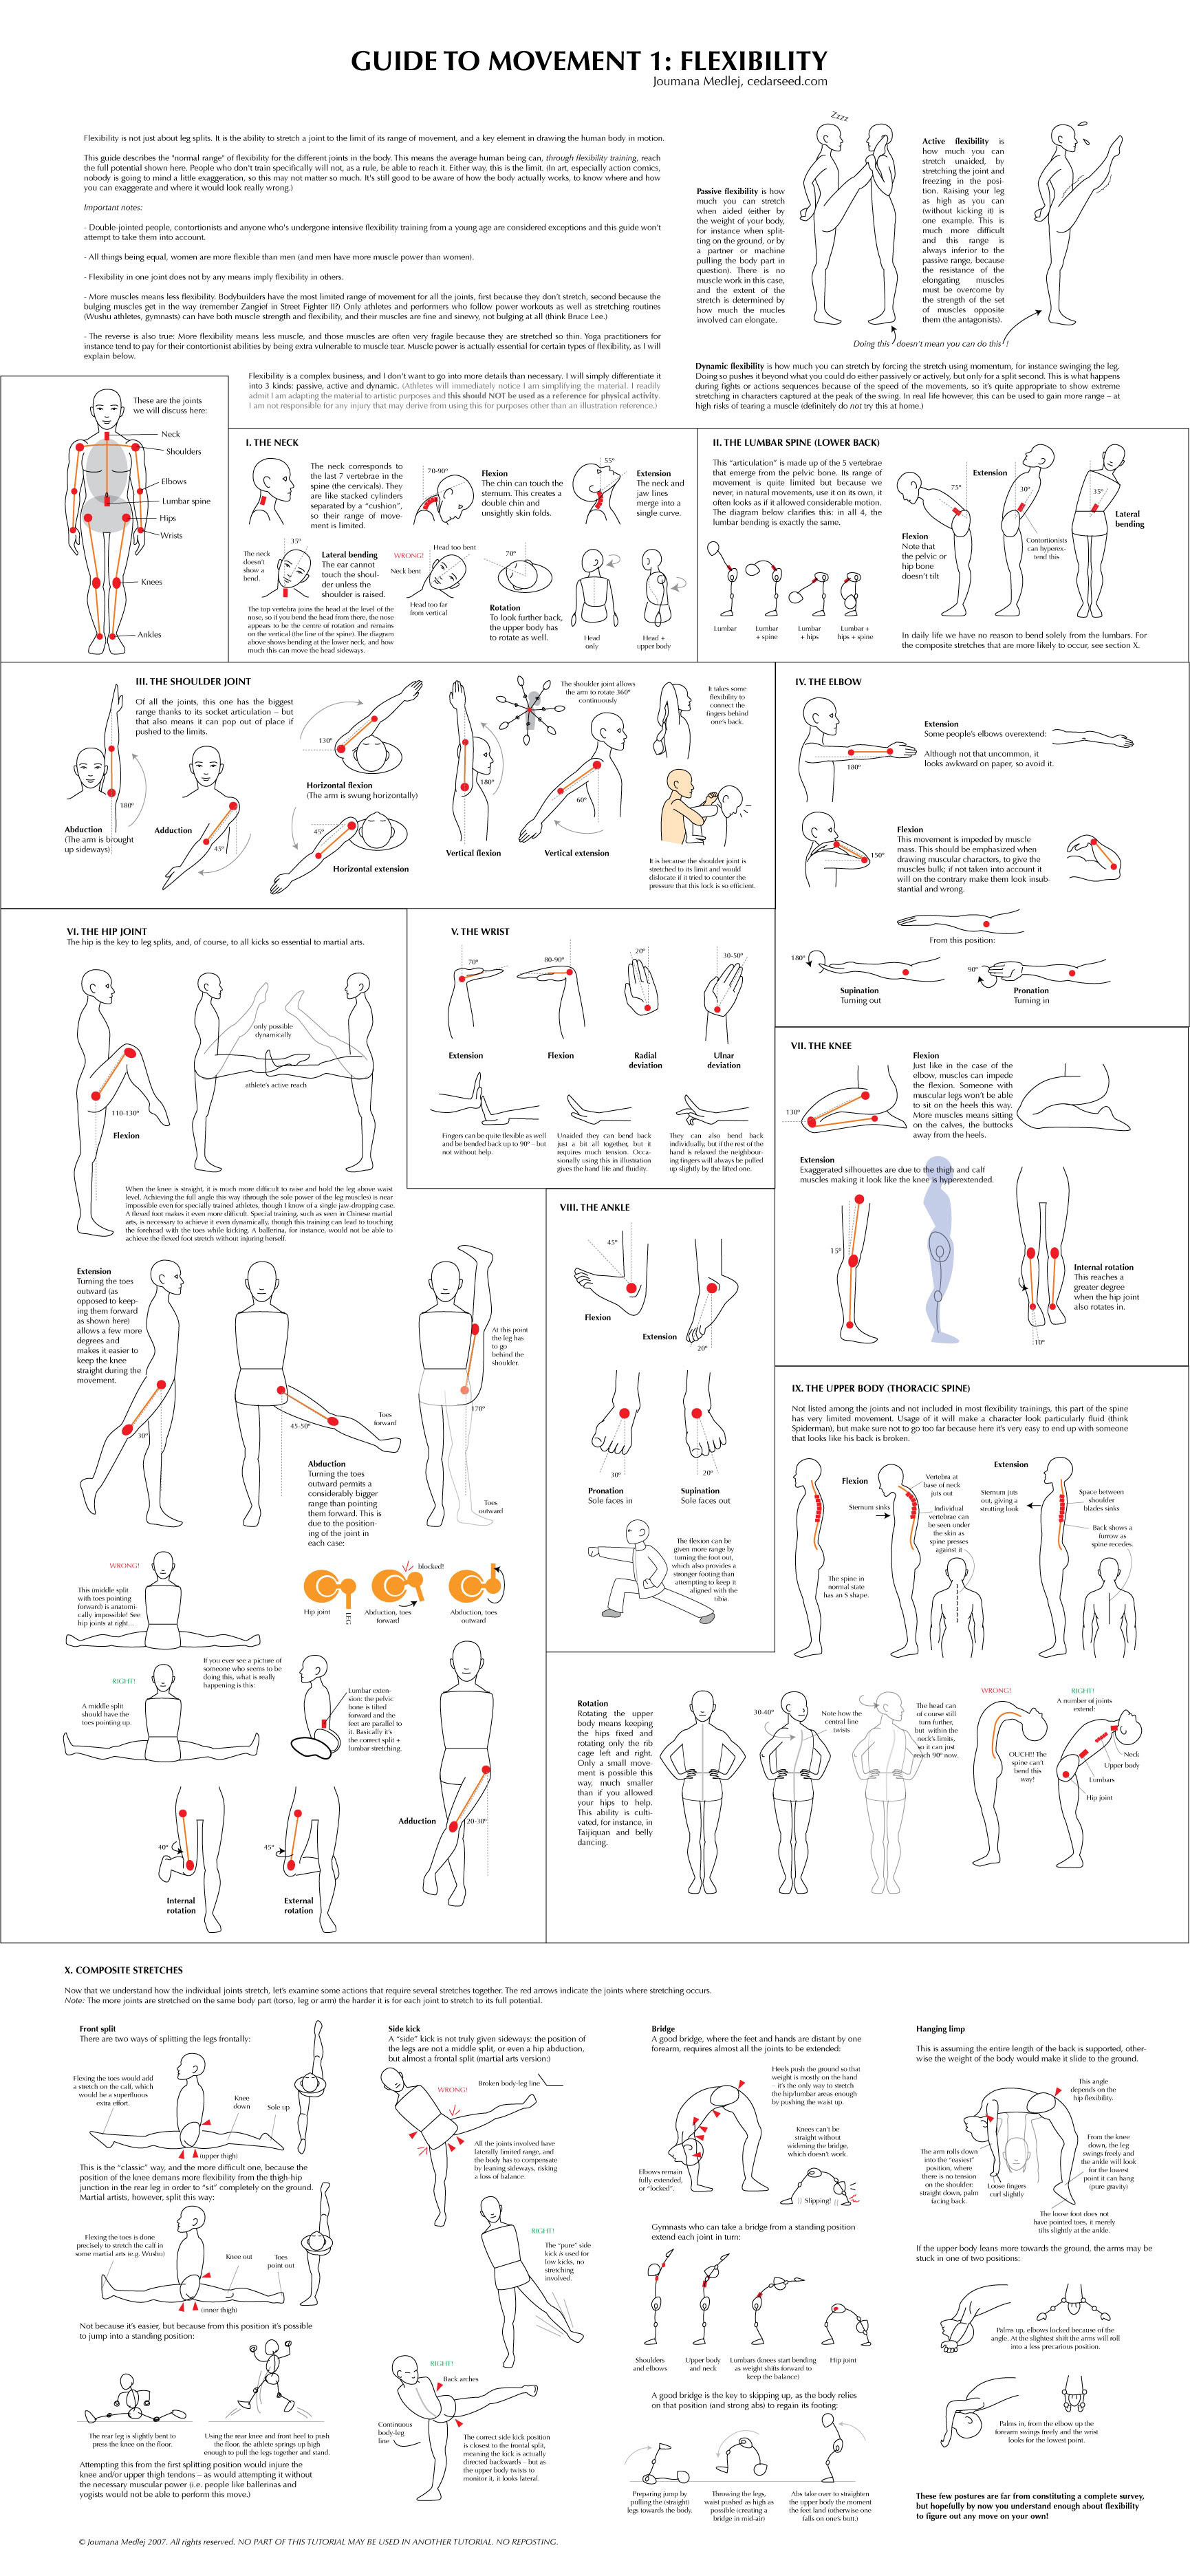 GUIDE TO MOVEMENT 1: FLEXIBILITY
Joumana Medlej, cedarseed.com
Flexibility is not just about leg splits. It is the ability to stretch a joint to the limit of its range of movement, and a key element in drawing the human body in motion.
This guide describes the "normal range" of flexibility for the different joints in the body. This means the average human being can, through flexibility training, reach
the full potential shown here. People who don't train specifically will not, as a rule, be able to reach it. Either way, this is the limit. (In art, especially action comics,
nobody is going to mind a little exaggeration, so this may not matter so much. It's still good to be aware of how the body actually works, to know where and how
you can exaggerate and where it would look really wrong.)
Important notes:
- Double-jointed people, contortionists and anyone who's undergone intensive flexibility training from a young age are considered exceptions and this guide won't
attempt to take them into account.
- All things being equal, women are more flexible than men (and men have more muscle power than women).
- Flexibility in one joint does not by any means imply flexibility in others.
- More muscles means less flexibility. Bodybuilders have the most limited range of movement for all the joints, first because they don't stretch, second because the
bulging muscles get in the way (remember Zangief in Street Fighter II?) Only athletes and performers who follow power workouts as well as stretching routines
(Wushu athletes, gymnasts) can have both muscle strength and flexibility, and their muscles are fine and sinewy, not bulging at all (think Bruce Lee.)
- The reverse is also true: More flexibility means less muscle, and those muscles are often very fragile because they are stretched so thin. Yoga practitioners for
instance tend to pay for their contortionist abilities by being extra vulnerable to muscle tear. Muscle power is actually essential for certain types of flexibility, as I will
explain below.
Flexibility is a complex business, and I don't want to go into more details than necessary. I will simply differentiate it
into 3 kinds: passive, active and dynamic. (Athletes will immediately notice I am simplifying the material. I readily
admit I am adapting the material to artistic purposes and this should NOT be used as a reference for physical activity.
I am not responsible for any injury that may derive from using this for purposes other than an illustration reference.)
Zzzz
Passive flexibility is how
much you can stretch
when aided (either by
the weight of your body,
for instance when split-
ting on the ground, or by
a partner or machine
pulling the body part in
question). There is no
muscle work in this case,
and the extent of the
stretch is determined by
how much the mucles
involved can elongate.
Active flexibility is
how much you can
stretch unaided, by
stretching the joint and
freezing in the posi-
tion. Raising your leg
as high as you can
(without kicking it) is
one example. This is
much more difficult
and this range is
always inferior to the
passive range, because
the resistance of the
elongating muscles
must be overcome by
the strength of the set
of muscles opposite
them (the antagonists).
Doing this doesn't mean you can do this !
Dynamic flexibility is how much you can stretch by forcing the stretch using momentum, for instance swinging the leg.
Doing so pushes it beyond what you could do either passively or actively, but only for a split second. This is what happens
during fights or actions sequences because of the speed of the movements, so it's quite appropriate to show extreme
stretching in characters captured at the peak of the swing. In real life however, this can be used to gain more range – at
high risks of tearing a muscle (definitely do not try this at home.)
These are the joints
we will discuss here:
Neck
Shoulders
Elbows
Lumbar spine
Hips
Wrists
Knees
Ankles
I. THE NECK
The neck corresponds to
the last 7 vertebrae in the
spine (the cervicals). They
are like stacked cylinders
separated by a "cushion",
so their range of move-
ment is limited.
70-90°
Flexion
The chin can touch the
sternum. This creates a
double chin and
unsightly skin folds.
55°
Extension
The neck and
jaw lines
merge into a
single curve.
The neck
doesn't
show a
bend.
35°
Lateral bending
The ear cannot
touch the shoul-
der unless the
shoulder is raised.
WRONG!
Head too bent
Neck bent
Head too far
from vertical
70°
Rotation
To look further back,
the upper body has
to rotate as well.
Head
only
Head +
upper body
The top vertebra joins the head at the level of the
nose, so if you bend the head from there, the nose
appears to be the centre of rotation and remains
on the vertical (the line of the spine). The diagram
above shows bending at the lower neck, and how
much this can move the head sideways.
II. THE LUMBAR SPINE (LOWER BACK)
This "articulation" is made up of the 5 vertebrae
that emerge from the pelvic bone. Its range of
movement is quite limited but because we
never, in natural movements, use it on its own, it
often looks as if it allowed considerable motion.
The diagram below clarifies this: in all 4, the
lumbar bending is exactly the same.
Lumbar
Lumbar
+ spine
Lumbar
+ hips
Lumbar +
hips + spine
75°
Flexion
Note that
the pelvic or
hip bone
doesn't tilt
Extension
30°
Contortionists
can hyperex-
tend this
35°
Lateral
bending
In daily life we have no reason to bend solely from the lumbars. For
the composite stretches that are more likely to occur, see section X.
III. THE SHOULDER JOINT
Of all the joints, this one has the biggest
range thanks to its socket articulation – but
that also means it can pop out of place if
pushed to the limits.
180°
Abduction
(The arm is brought
up sideways)
Adduction
45°
130°
Horizontal flexion
(The arm is swung horizontally)
45°
Horizontal extension
180°
Vertical flexion
The shoulder joint allows
the arm to rotate 360°
continuously
60°
Vertical extension
It takes some
flexibility to
connect the
fingers behind
one's back.
It is because the shoulder joint is
stretched to its limit and would
dislocate if it tried to counter the
pressure that this lock is so efficient.
IV. THE ELBOW
180°
Extension
Some people's elbows overextend:
Although not that uncommon, it
looks awkward on paper, so avoid it.
150°
Flexion
This movement is impeded by muscle
mass. This should be emphasized when
drawing muscular characters, to give the
muscles bulk; if not taken into account it
will on the contrary make them look insub-
stantial and wrong.
From this position:
180°
Supination
Turning out
90°
Pronation
Turning in
VI. THE HIP JOINT
The hip is the key to leg splits, and, of course, to all kicks so essential to martial arts.
110-130°
Flexion
only possible
dynamically
athlete's active reach
When the knee is straight, it is much more difficult to raise and hold the leg above waist
level. Achieving the full angle this way (through the sole power of the leg muscles) is near
impossible even for specially trained athletes, though I know of a single jaw-dropping case.
A flexed foot makes it even more difficult. Special training, such as seen in Chinese martial
arts, is necessary to achieve it even dynamically, though this training can lead to touching
the forehead with the toes while kicking. A ballerina, for instance, would not be able to
achieve the flexed foot stretch without injuring herself.
Extension
Turning the toes
outward (as
opposed to keep-
ing them forward
as shown here)
allows a few more
degrees and
makes it easier to
keep the knee
straight during the
movement.
30°
45-50°
Toes
forward
Abduction
Turning the toes
outward permits a
considerably bigger
range than pointing
them forward. This is
due to the position-
ing of the joint in
each case:
At this point
the leg has
to go
behind the
shoulder.
170°
Toes
outward
Hip joint
LEG
blocked!
Abduction, toes
forward
Abduction, toes
outward
WRONG!
This (middle split
with toes pointing
forward) is anatomi-
cally impossible! See
hip joints at right...
RIGHT!
A middle split
should have the
toes pointing up.
If you ever see a picture of
someone who seems to be
doing this, what is really
happening is this:
Lumbar exten-
sion: the pelvic
bone is tilted
forward and the
feet are parallel to
it. Basically it's
the correct split +
lumbar stretching.
40°
Internal
rotation
45°
External
rotation
Adduction
20-30°
V. THE WRIST
70°
Extension
80-90°
Flexion
20°
Radial
deviation
30-50°
Ulnar
deviation
Fingers can be quite flexible as well
and be bended back up to 90° - but
not without help.
Unaided they can bend back
just a bit all together, but it
requires much tension. Occa-
sionally using this in illustration
gives the hand life and fluidity.
They can also bend back
individually, but if the rest of the
hand is relaxed the neighbour-
ing fingers will always be pulled
up slightly by the lifted one.
VII. THE KNEE
130°
Flexion
Just like in the case of the
elbow, muscles can impede
the flexion. Someone with
muscular legs won't be able
to sit on the heels this way.
More muscles means sitting
on the calves, the buttocks
away from the heels.
Extension
Exaggerated silhouettes are due to the thigh and calf
muscles making it look like the knee is hyperextended.
15°
Internal rotation
This reaches a
greater degree
when the hip joint
also rotates in.
10°
VIII. THE ANKLE
45°
Flexion
Extension
20°
30°
Pronation
Sole faces in
20°
Supination
Sole faces out
The flexion can be
given more range by
turning the foot out,
which also provides a
stronger footing than
attempting to keep it
aligned with the
tibia.
IX. THE UPPER BODY (THORACIC SPINE)
Not listed among the joints and not included in most flexibility trainings, this part of the spine
has very limited movement. Usage of it will make a character look particularly fluid (think
Spiderman), but make sure not to go too far because here it's very easy to end up with someone
that looks like his back is broken.
The spine in
normal state
has an S shape.
Flexion
Sternum sinks
Vertebra at
base of neck
juts out
Individual
vertebrae can
be seen under
the skin as
spine presses
against it
Extension
Sternum juts
out, giving a
strutting look
Space between
shoulder
blades sinks
Back shows a
furrow as
spine recedes.
Rotation
Rotating the upper
body means keeping
the hips fixed and
rotating only the rib
cage left and right.
Only a small move-
ment is possible this
way, much smaller
than if you allowed
your hips to help.
This ability is culti-
vated, for instance, in
Taijiquan and belly
dancing.
30-40°
Note how the
central line
twists
The head can
of course still
turn further,
but within the
neck's limits,
so it can just
reach 90° now.
WRONG!
OUCH!! The
spine can't
bend this
way!
RIGHT!
A number of joints
extend:
Neck
Upper body
Lumbars
Hip joint
X. COMPOSITE STRETCHES
Now that we understand how the individual joints stretch, let's examine some actions that require several stretches together. The red arrows indicate the joints where stretching occurs.
Note: The more joints are stretched on the same body part (torso, leg or arm) the harder it is for each joint to stretch to its full potential.
Front split
There are two ways of splitting the legs frontally:
Flexing the toes would add
a stretch on the calf, which
would be a superfluous
extra effort.
Knee
down
Sole up
(upper thigh)
This is the "classic" way, and the more difficult one, because the
position of the knee demans more flexibility from the thigh-hip
junction in the rear leg in order to "sit" completely on the ground.
Martial artists, however, split this way:
Flexing the toes is done
precisely to stretch the calf in
some martial arts (e.g. Wushu)
Knee out
Toes
point out
(inner thigh)
Not because it's easier, but because from this position it's possible
to jump into a standing position:
The rear leg is slightly bent to
press the knee on the floor.
Using the rear knee and front heel to push
the floor, the athlete springs up high
enough to pull the legs together and stand.
Attempting this from the first splitting position would injure the
knee and/or upper thigh tendons – as would attempting it without
the necessary muscular power (i.e. people like ballerinas and
yogists would not be able to perform this move.)
Side kick
A "side" kick is not truly given sideways: the position of
the legs are not a middle split, or even a hip abduction,
but almost a frontal split (martial arts version:)
WRONG!
Broken body-leg line
All the joints involved have
laterally limited range, and
the body has to compensate
by leaning sideways, risking
a loss of balance.
RIGHT!
The "pure" side
kick is used for
low kicks, no
stretching
involved.
RIGHT!
Back arches
Continuous
body-leg
line
The correct side kick position
is closest to the frontal split,
meaning the kick is actually
directed backwards – but as
the upper body twists to
monitor it, it looks lateral.
Bridge
A good bridge, where the feet and hands are distant by one
forearm, requires almost all the joints to be extended:
Heels push the ground so that
weight is mostly on the hand
– it's the only way to stretch
the hip/lumbar areas enough
by pushing the waist up.
Knees can't be
straight without
widening the bridge,
which doesn't work.
Elbows remain
fully extended,
or "locked".
Slipping!
Gymnasts who can take a bridge from a standing position
extend each joint in turn:
Shoulders
and elbows
Upper body
and neck
Lumbars (knees start bending
as weight shifts forward to
keep the balance)
Hip joint
A good bridge is the key to skipping up, as the body relies
on that position (and strong abs) to regain its footing:
Preparing jump by
pulling the (straight)
legs towards the body.
Throwing the legs,
waist pushed as high as
possible (creating a
bridge in mid-air)
Abs take over to straighten
the upper body the moment
the feet land (otherwise one
falls on one's butt.)
Hanging limp
This is assuming the entire length of the back is supported, other-
wise the weight of the body would make it slide to the ground.
This angle
depends on the
hip flexibility.
The arm rolls down
into the "easiest"
position, where
there is no tension
on the shoulder:
straight down, palm
facing back.
Loose fingers
curl slightly
From the knee
down, the leg
swings freely and
the ankle will look
for the lowest
point it can hang
(pure gravity)
The loose foot does not
have pointed toes, it merely
tilts slightly at the ankle.
If the upper body leans more towards the ground, the arms may be
stuck in one of two positions:
Palms up, elbows locked because of the
angle. At the slightest shift the arms will roll
into a less precarious position.
Palms in, from the elbow up the
forearm swings freely and the wrist
looks for the lowest point.
These few postures are far from constituting a complete survey,
but hopefully by now you understand enough about flexibility
to figure out any move on your own!
© Joumana Medlej 2007. All rights reserved. NO PART OF THIS TUTORIAL MAY BE USED IN ANOTHER TUTORIAL. NO REPOSTING.